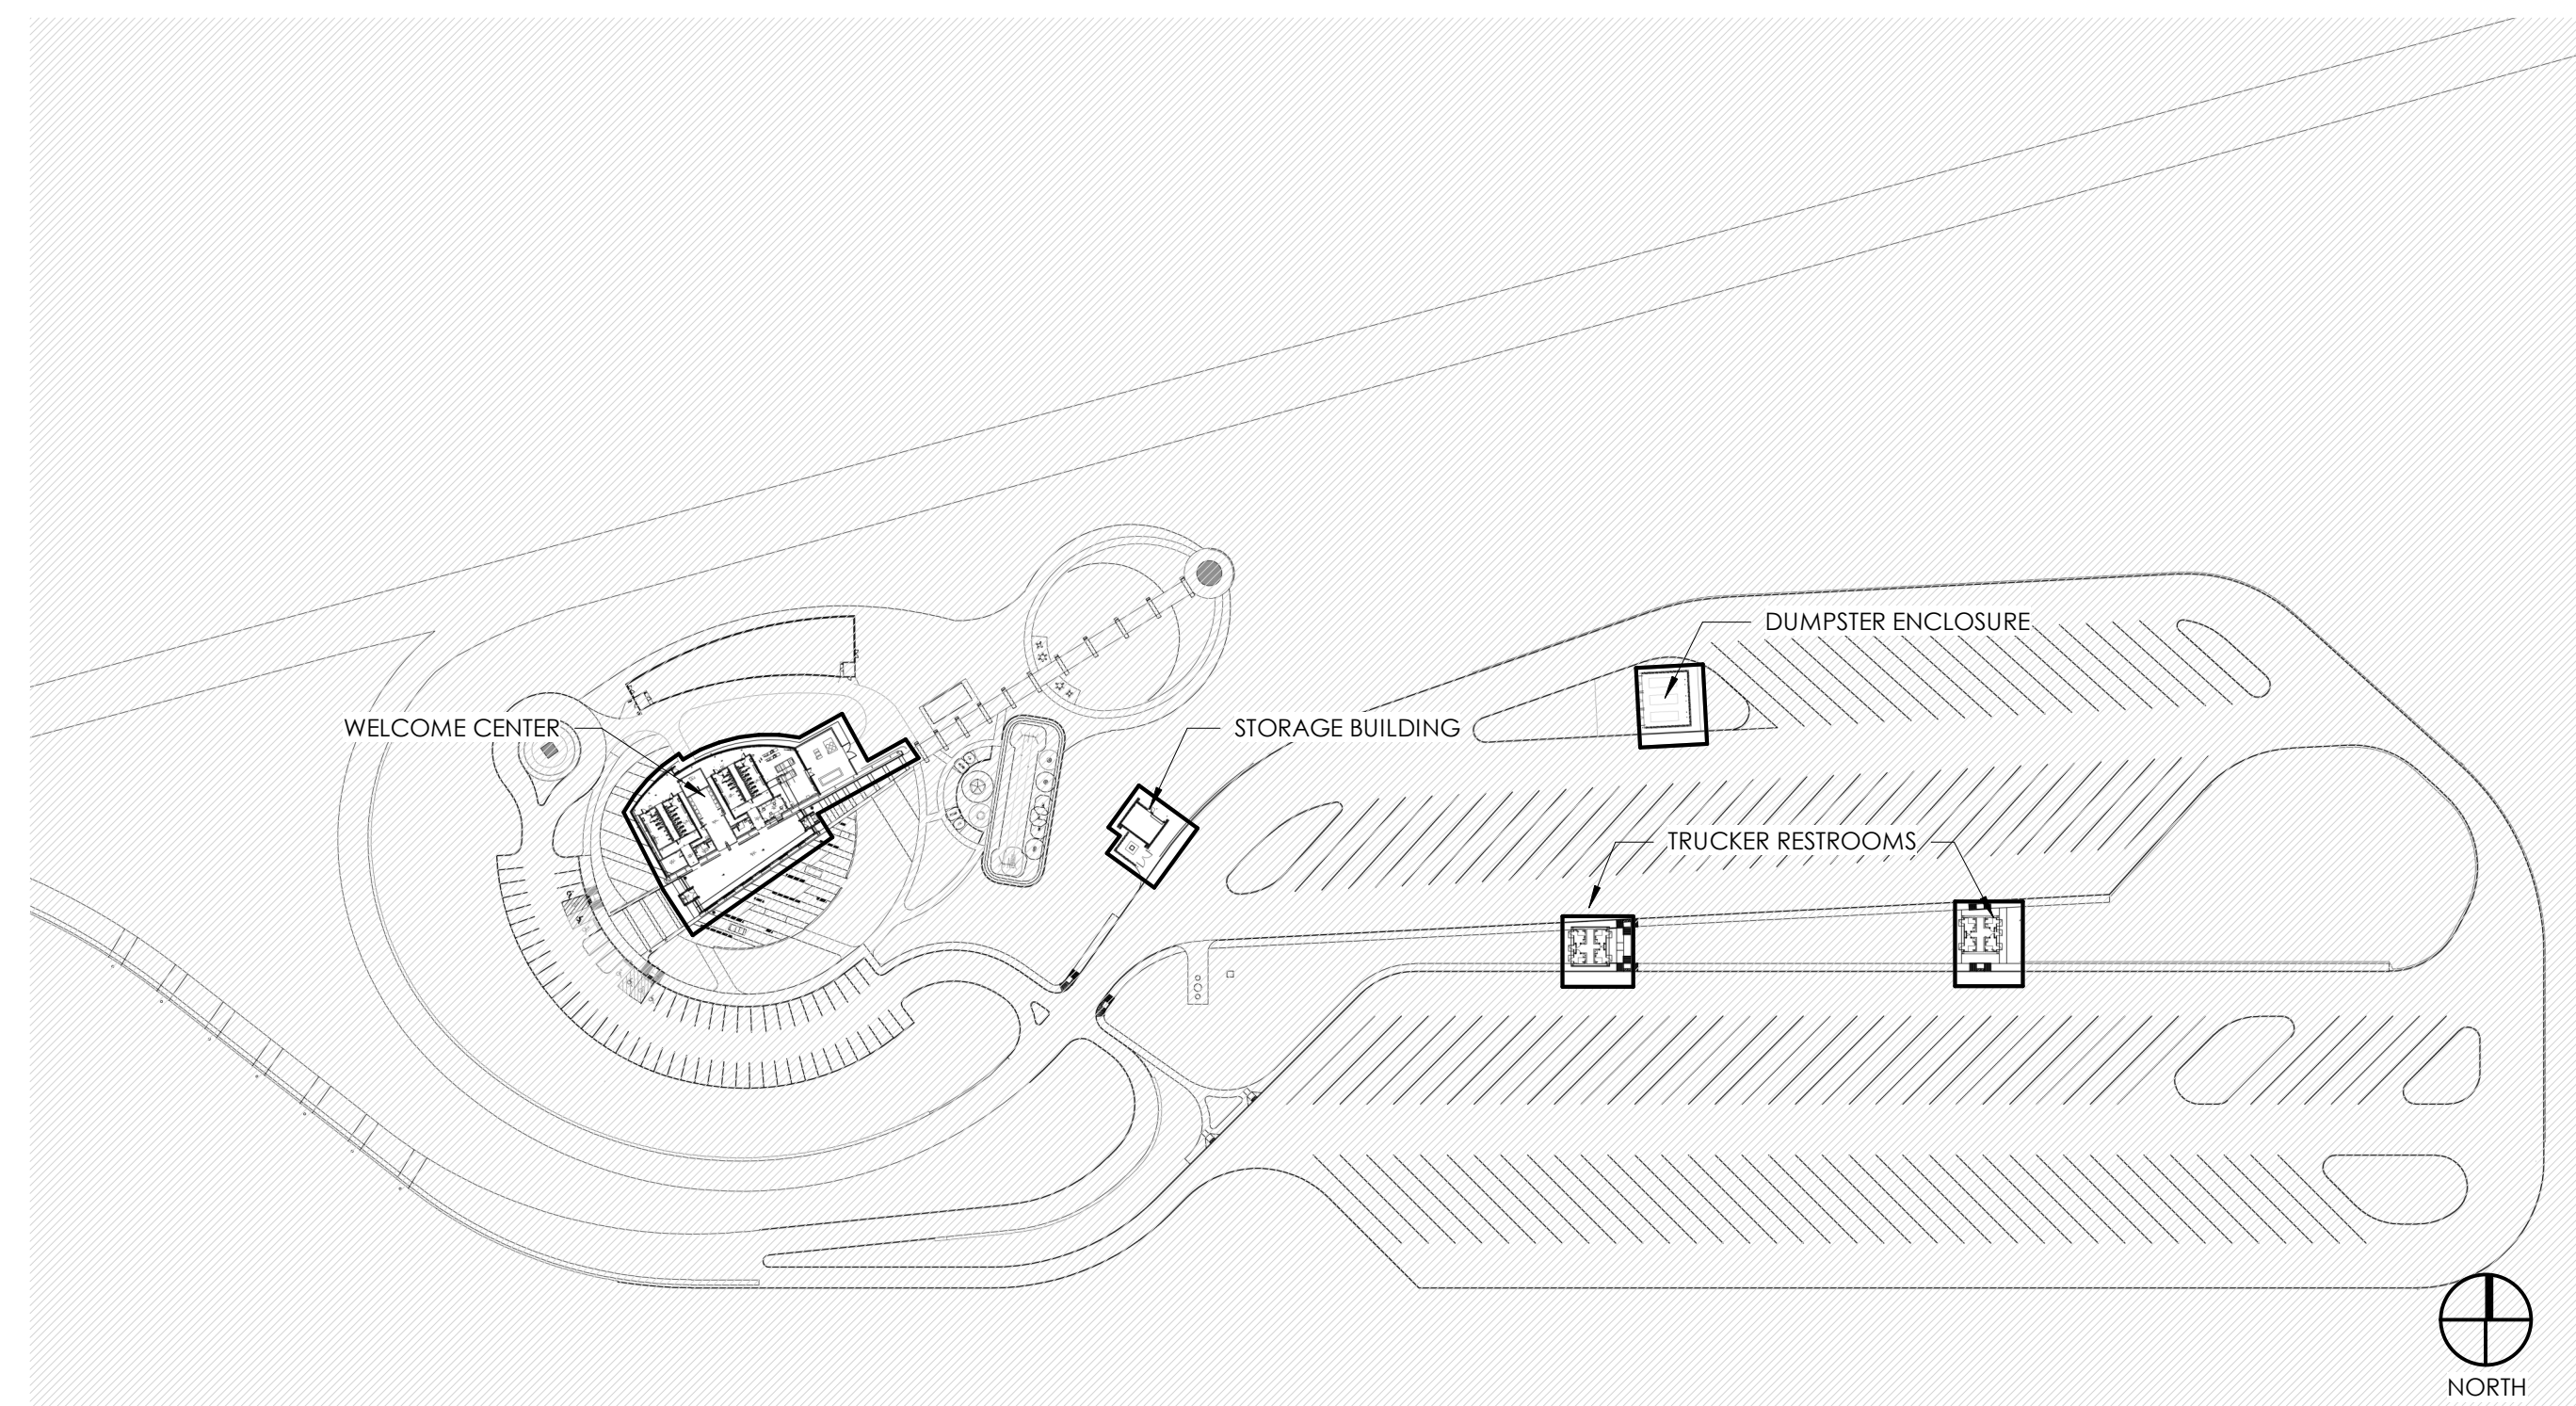 DUMPSTER ENCLOSURE
WELCOME CENTER
STORAGE BUILDING
TRUCKER RESTROOMS
NORTH